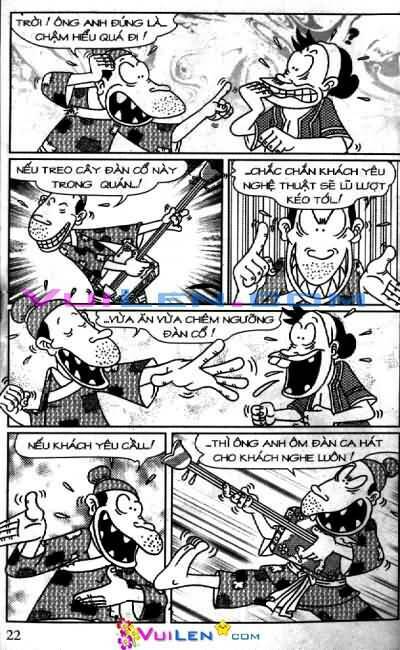 TRỜI! ÔNG ANH ĐÚNG LÀ..
CHẬM HIỂU QUÁ ĐI!
?
NẾU TREO CÂY ĐÀN CỔ NÀY
TRONG QUÁN..!
..CHẮC CHẮN KHÁCH YÊU
NGHỆ THUẬT SẼ LŨ LƯỢT
KÉO TỚI..!
VUILEN.COM
..VỪA ĂN VỪA CHIÊM NGƯỠNG
ĐÀN CỔ!
NẾU KHÁCH YÊU CẦU..!
..THÌ ÔNG ANH ÔM ĐÀN CA HÁT
CHO KHÁCH NGHE LUÔN!
22
VUILEN.COM